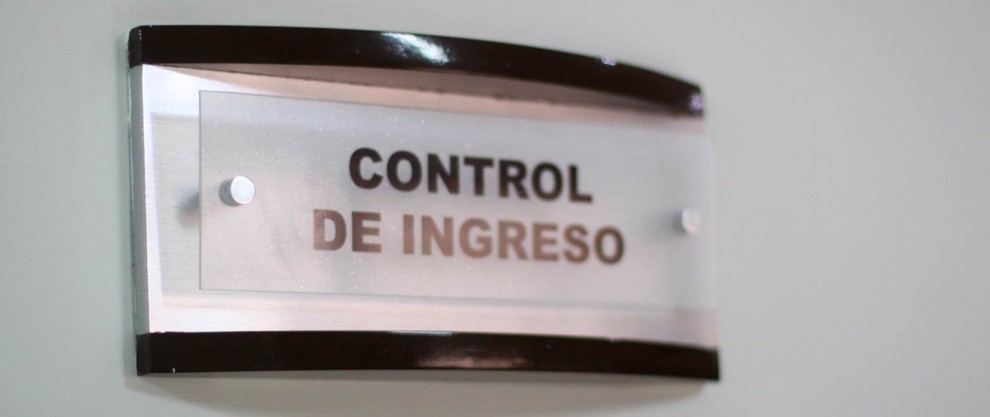 CONTROL
DE INGRESO